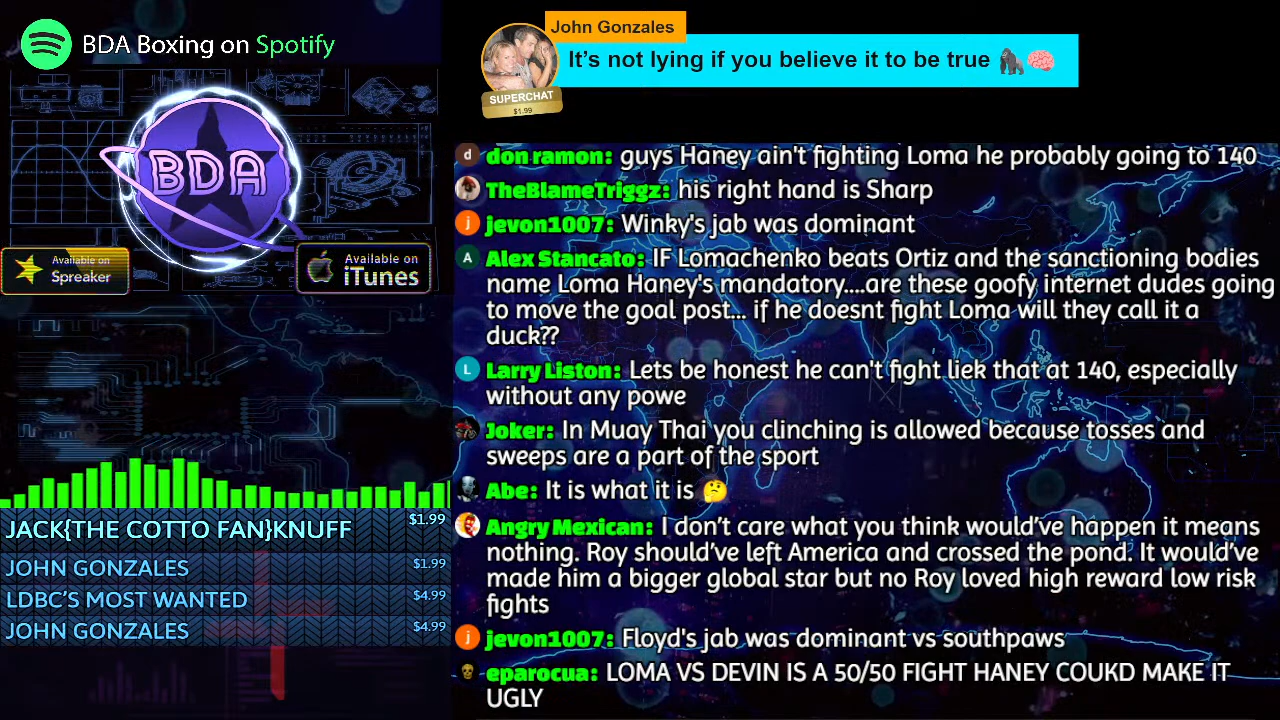 BDA Boxing on Spotify
BDA
Available on
Spreaker
Available on
iTunes
John Gonzales
It's not lying if you believe it to be true 🦍🧠
SUPERCHAT
$1.99
d don ramon: guys Haney ain't fighting Loma he probably going to 140
TheBlameTriggz: his right hand is Sharp
j jevon1007: Winky's jab was dominant
A Alex Stancato: IF Lomachenko beats Ortiz and the sanctioning bodies
name Loma Haney's mandatory....are these goofy internet dudes going
to move the goal post... if he doesnt fight Loma will they call it a
duck??
L Larry Liston: Lets be honest he can't fight liek that at 140, especially
without any powe
Joker: In Muay Thai you clinching is allowed because tosses and
sweeps are a part of the sport
Abe: It is what it is 🤔
Angry Mexican: I don't care what you think would've happen it means
nothing. Roy should've left America and crossed the pond. It would've
made him a bigger global star but no Roy loved high reward low risk
fights
j jevon1007: Floyd's jab was dominant vs southpaws
eparocua: LOMA VS DEVIN IS A 50/50 FIGHT HANEY COUKD MAKE IT
UGLY
JACK{THE COTTO FAN}KNUFF $1.99
JOHN GONZALES $1.99
LDBC'S MOST WANTED $4.99
JOHN GONZALES $4.99